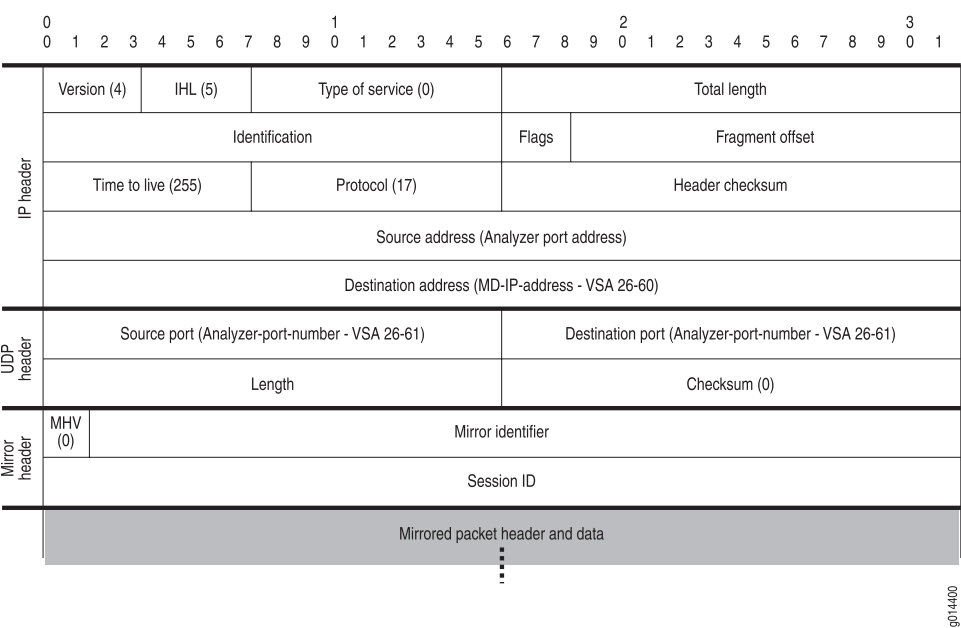 0 1 2 3
0 1 2 3 4 5 6 7 8 9 0 1 2 3 4 5 6 7 8 9 0 1 2 3 4 5 6 7 8 9 0 1
IP header
Version (4) IHL (5) Type of service (0) Total length
Identification Flags Fragment offset
Time to live (255) Protocol (17) Header checksum
Source address (Analyzer port address)
Destination address (MD-IP-address - VSA 26-60)
UDP
header
Source port (Analyzer-port-number - VSA 26-61) Destination port (Analyzer-port-number - VSA 26-61)
Length Checksum (0)
Mirror
header
MHV
(0)
Mirror identifier
Session ID
Mirrored packet header and data
g014400